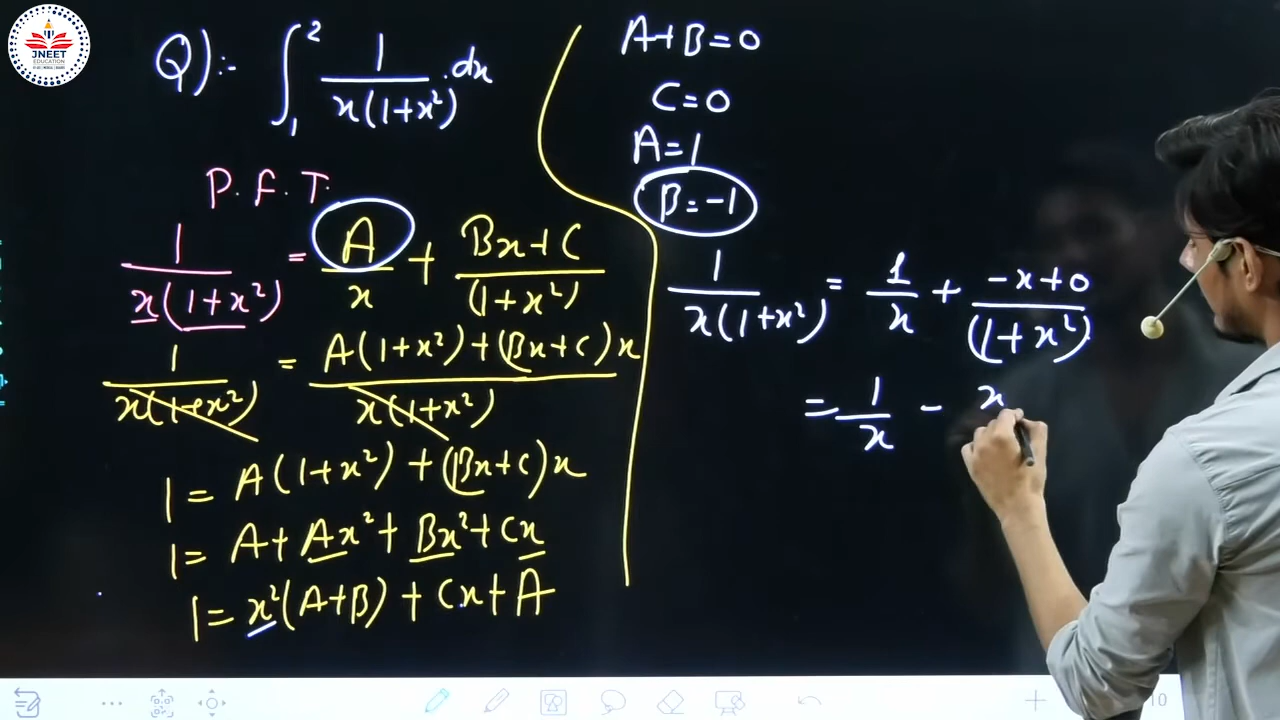 JNEET
EDUCATION
Q):- ∫₁² 1/x(1+x²) .dx
P.F.T.
1/x(1+x²) = A/x + Bx+C/(1+x²)
1/x(1+x²) = A(1+x²)+(Bx+C)x/x(1+x²)
1 = A(1+x²) + (Bx+C)x
1 = A+ Ax²+ Bx²+Cx
1 = x²(A+B) + Cx+A
A+B=0
C=0
A=1
B=-1
1/x(1+x²) = 1/x + -x+0/(1+x²)
= 1/x - x
10